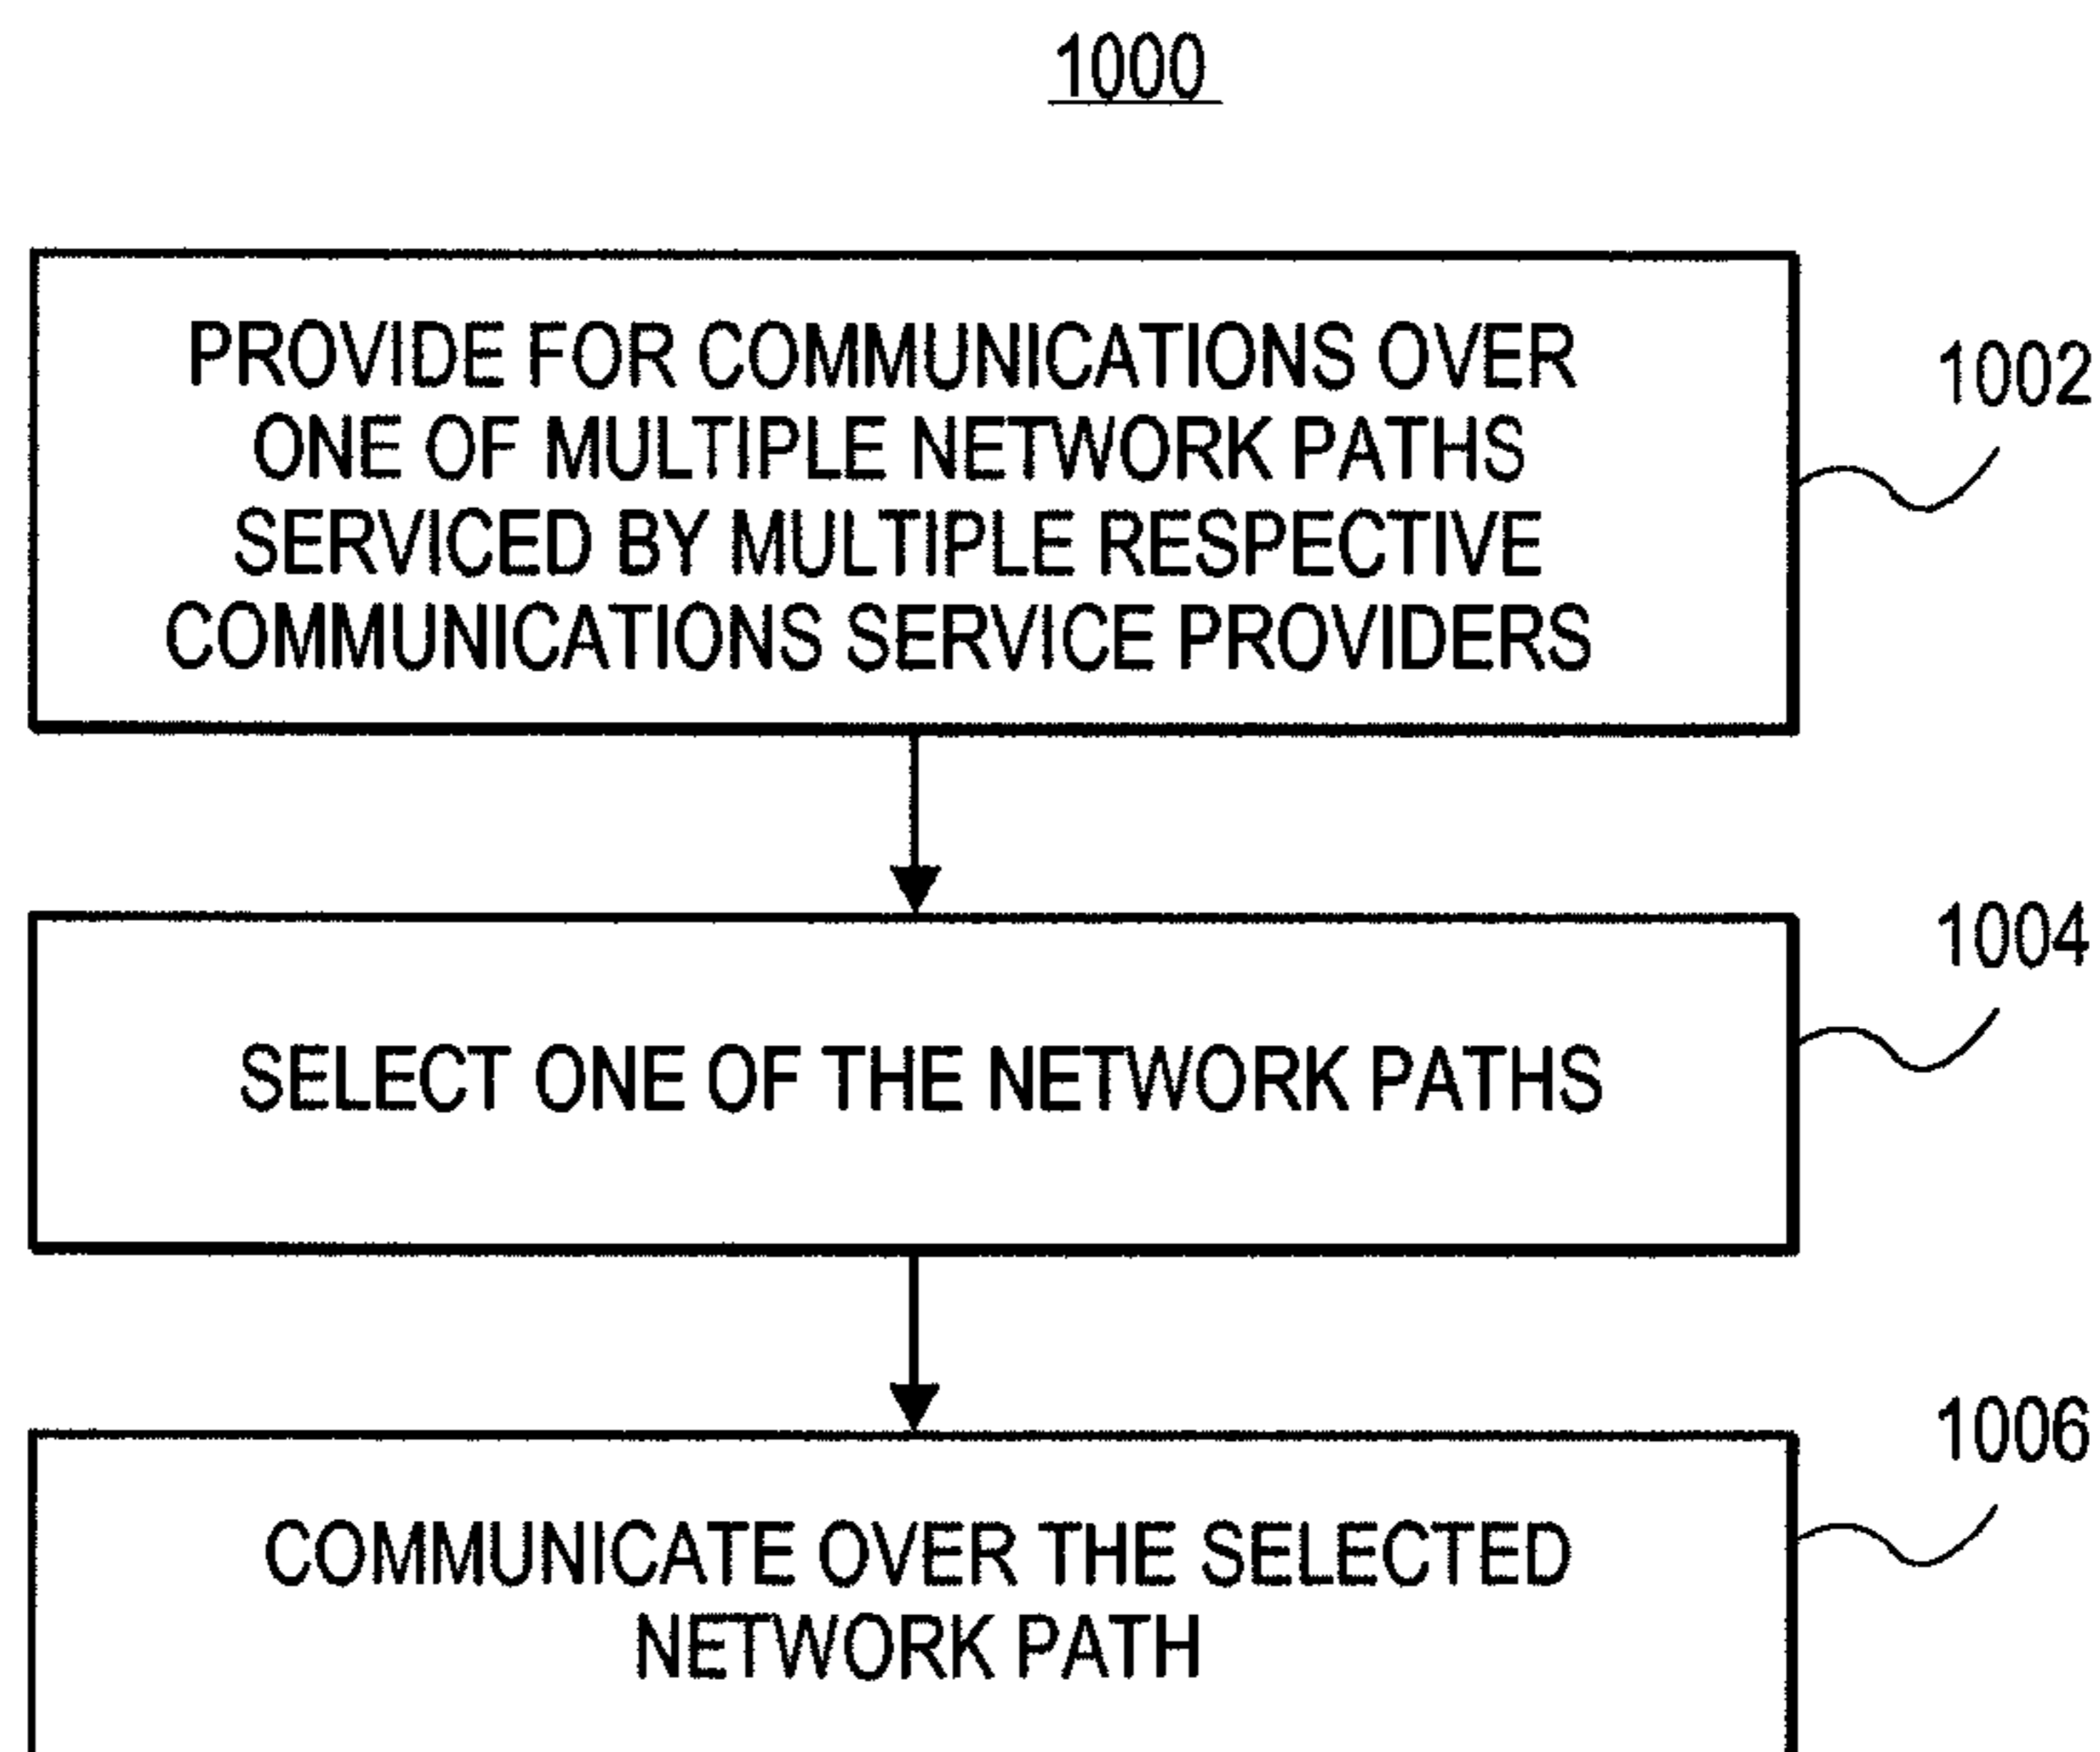 1000
PROVIDE FOR COMMUNICATIONS OVER
ONE OF MULTIPLE NETWORK PATHS
SERVICED BY MULTIPLE RESPECTIVE
COMMUNICATIONS SERVICE PROVIDERS
1002
SELECT ONE OF THE NETWORK PATHS
1004
COMMUNICATE OVER THE SELECTED
NETWORK PATH
1006